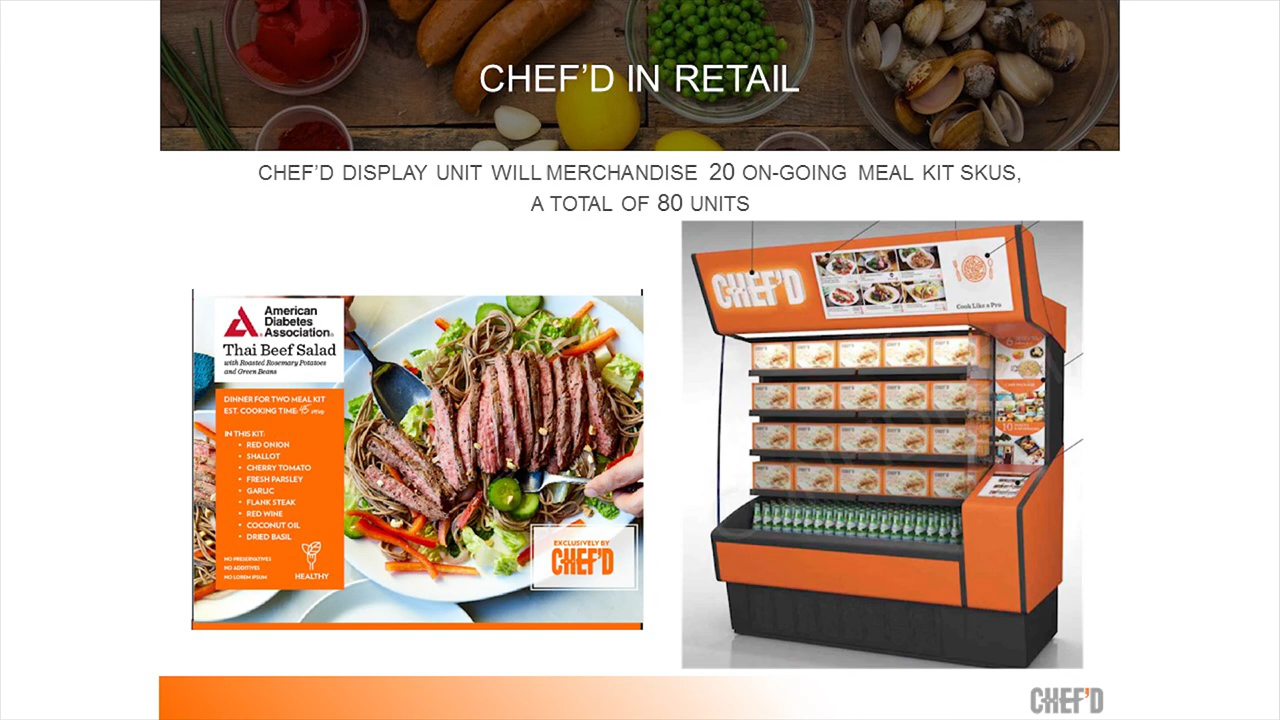 CHEF'D IN RETAIL
CHEF'D DISPLAY UNIT WILL MERCHANDISE 20 ON-GOING MEAL KIT SKUS,
A TOTAL OF 80 UNITS
American
Diabetes
Association®
Thai Beef Salad
with Roasted Rosemary Potatoes
and Green Beans
DINNER FOR TWO MEAL KIT
EST. COOKING TIME: 45 MINS
IN THIS KIT:
• RED ONION
• SHALLOT
• CHERRY TOMATO
• FRESH PARSLEY
• GARLIC
• FLANK STEAK
• RED WINE
• COCONUT OIL
• DRIED BASIL
NO PRESERVATIVES
NO ADDITIVES
NO LOREM IPSUM
HEALTHY
EXCLUSIVELY BY
CHEF'D
CHEF'D
Cook Like a Pro
CHEF'D